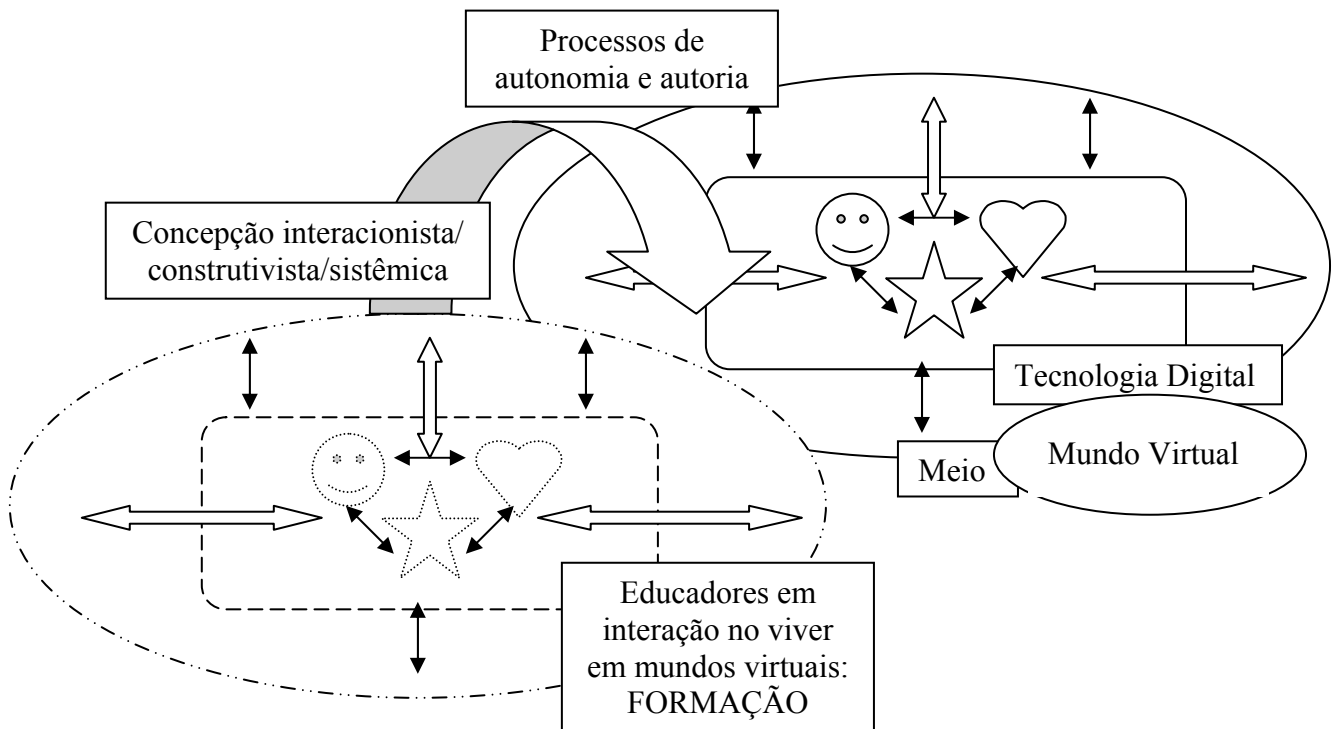 Processos de
autonomia e autoria
Concepção interacionista/
construtivista/sistêmica
Tecnologia Digital
Meio
Mundo Virtual
Educadores em
interação no viver
em mundos virtuais:
FORMAÇÃO